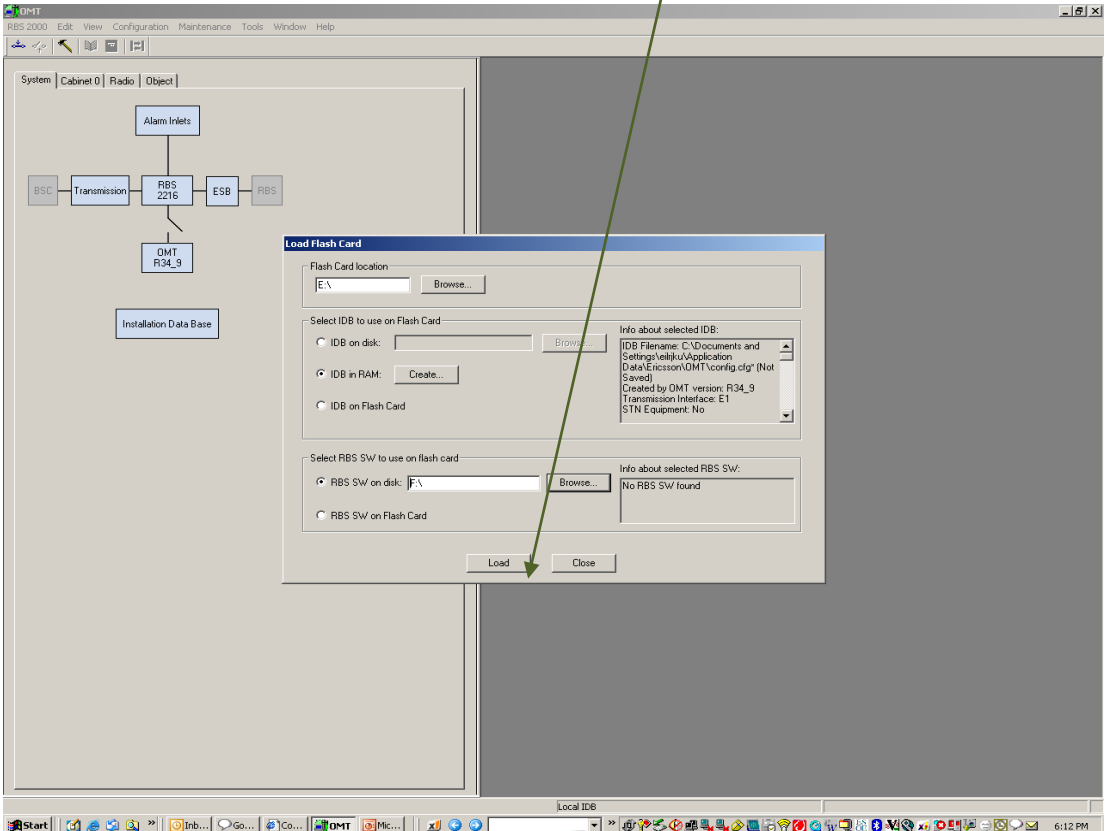 OMT
RBS 2000 Edit View Configuration Maintenance Tools Window Help
System Cabinet 0 Radio Object
Alarm Inlets
BSC Transmission RBS 2216 ESB RBS
OMT
R34_9
Installation Data Base
Load Flash Card
Flash Card location
E:\ Browse...
Select IDB to use on Flash Card
IDB on disk: Browse...
IDB in RAM: Create...
IDB on Flash Card
Info about selected IDB:
IDB Filename: C:\Documents and
Settings\eilrjku\Application
Data\Ericsson\OMT\config.cfg* (Not
Saved)
Created by OMT version: R34_9
Transmission Interface: E1
STN Equipment: No
Select RBS SW to use on flash card
RBS SW on disk: F:\ Browse...
RBS SW on Flash Card
Info about selected RBS SW:
No RBS SW found
Load Close
Local IDB
Start Inb... Go... Co... OMT Mic... 6:12 PM